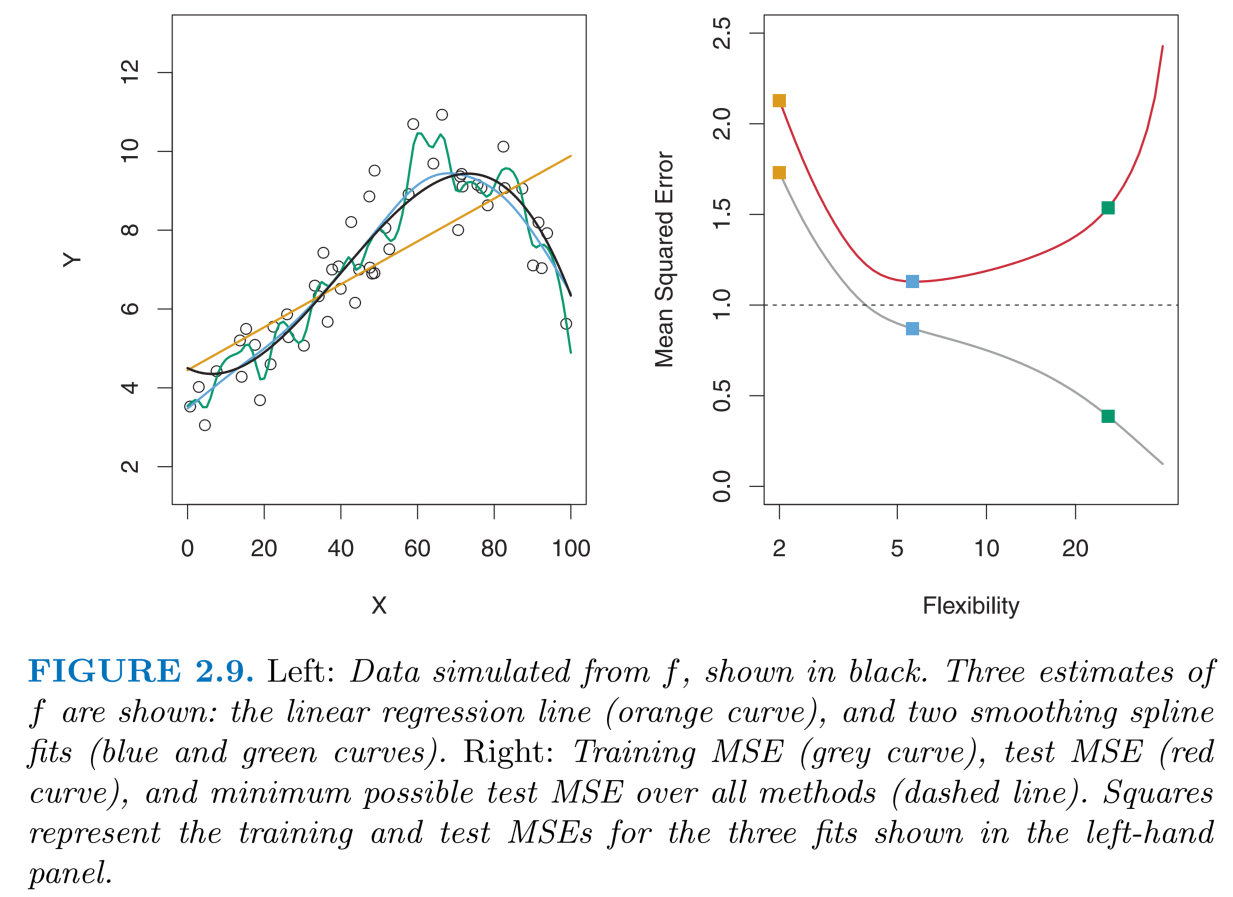 12
10
8
6
4
2
Y
0 20 40 60 80 100
X
2.5
2.0
1.5
1.0
0.5
0.0
Mean Squared Error
2 5 10 20
Flexibility
FIGURE 2.9. Left: Data simulated from f, shown in black. Three estimates of
f are shown: the linear regression line (orange curve), and two smoothing spline
fits (blue and green curves). Right: Training MSE (grey curve), test MSE (red
curve), and minimum possible test MSE over all methods (dashed line). Squares
represent the training and test MSEs for the three fits shown in the left-hand
panel.